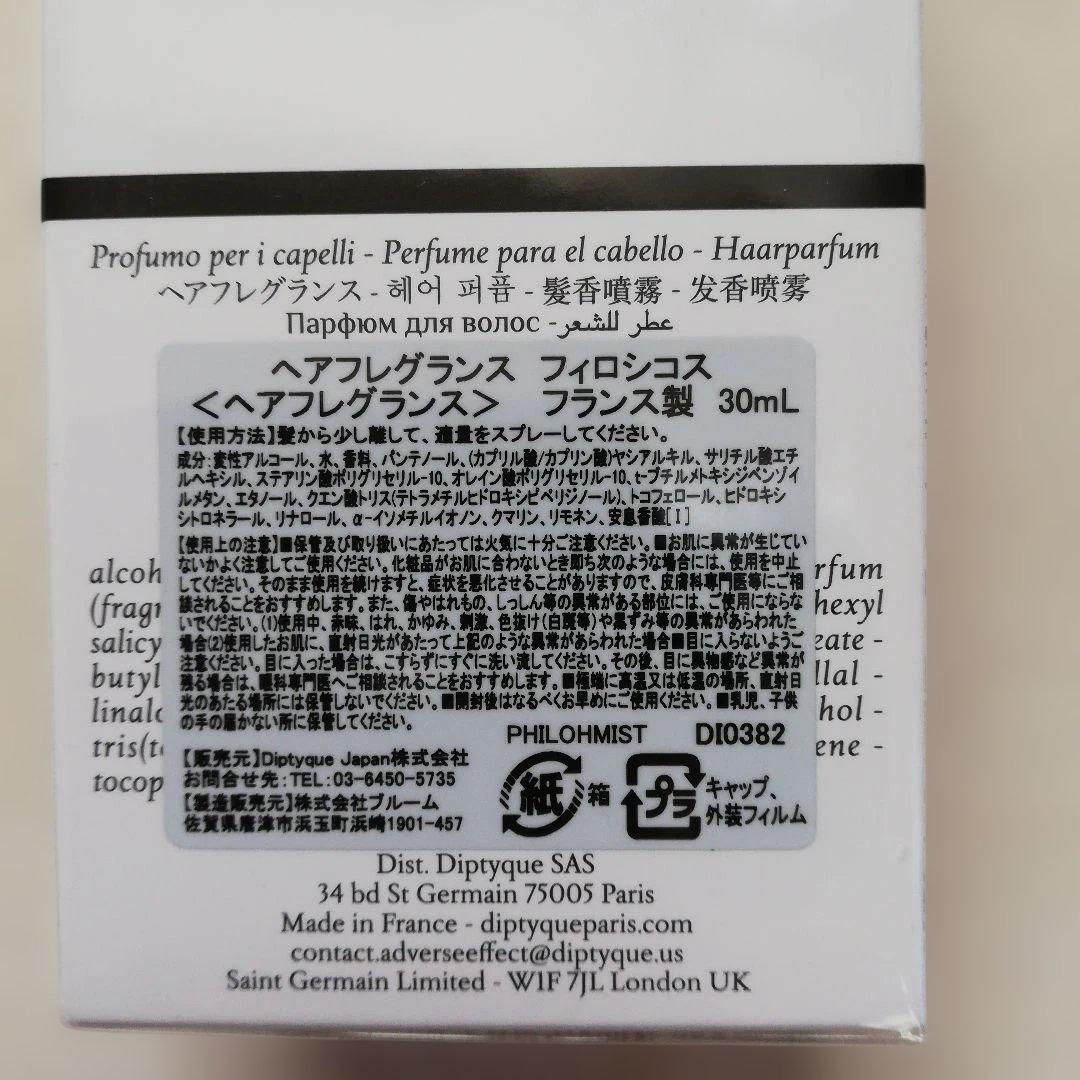 Profumo per i capelli - Perfume para el cabello - Haarparfum
ヘアフレグランス - 헤어 퍼퓸 - 髮香噴霧 - 发香喷雾
Парфюм для волос - عطر للشعر
ヘアフレグランス フィロシコス
＜ヘアフレグランス＞ フランス製 30mL
【使用方法】髪から少し離して、適量をスプレーしてください。
成分：変性アルコール、水、香料、パンテノール、(カプリル酸/カプリン酸)ヤシアルキル、サリチル酸エチ
ルヘキシル、ステアリン酸ポリグリセリル-10、オレイン酸ポリグリセリル-10、t-ブチルメトキシジベンゾイ
ルメタン、エタノール、クエン酸トリス(テトラメチルヒドロキシピペリジノール)、トコフェロール、ヒドロキシ
シトロネラール、リナロール、α-イソメチルイオノン、クマリン、リモネン、安息香酸[I]
【使用上の注意】■保管及び取り扱いにあたっては火気に十分ご注意ください。■お肌に異常が生じてい
ないかよく注意してご使用ください。化粧品がお肌に合わないとき即ち次のような場合には、使用を中止
してください。そのまま使用を続けますと、症状を悪化させることがありますので、皮膚科専門医等にご相
談されることをおすすめします。また、傷やはれもの、しっしん等の異常がある部位には、ご使用にならな
いでください。(1)使用中、赤味、はれ、かゆみ、刺激、色抜け(白斑等)や黒ずみ等の異常があらわれた
場合(2)使用したお肌に、直射日光があたって上記のような異常があらわれた場合■目に入らないようご
注意ください。目に入った場合は、こすらずにすぐに洗い流してください。その後、目に異物感など異常が
残る場合は、眼科専門医へご相談されることをおすすめします。■極端に高温又は低温の場所、直射日
光のあたる場所には保管しないでください。■開封後はなるべくお早めにご使用ください。■乳児、子供
の手の届かない所に保管してください。
PHILOHMIST DI0382
【販売元】Diptyque Japan株式会社
お問合せ先：TEL：03-6450-5735
【製造販売元】株式会社ブルーム
佐賀県唐津市浜玉町浜崎1901-457
紙 箱
プラ キャップ、
外装フィルム
alcoh rfum
(fragr hexyl
salicy eate -
butyl llal -
linalo hol -
tris(te ene -
tocop
Dist. Diptyque SAS
34 bd St Germain 75005 Paris
Made in France - diptyqueparis.com
contact.adverseeffect@diptyque.us
Saint Germain Limited - W1F 7JL London UK